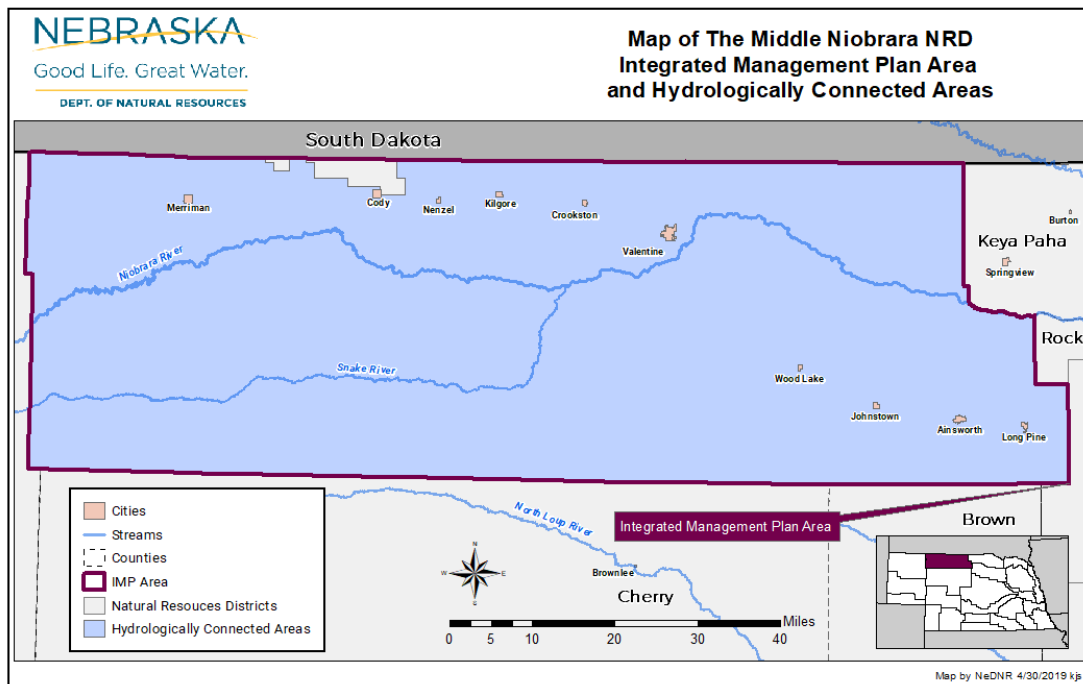 NEBRASKA
Good Life. Great Water.
DEPT. OF NATURAL RESOURCES
Map of The Middle Niobrara NRD
Integrated Management Plan Area
and Hydrologically Connected Areas
South Dakota
Merriman
Cody
Nenzel
Kilgore
Crookston
Valentine
Burton
Keya Paha
Springview
Niobrara River
Rock
Snake River
Wood Lake
Johnstown
Ainsworth
Long Pine
Cities
Streams
Counties
IMP Area
Natural Resouces Districts
Hydrologically Connected Areas
North Loup River
Integrated Management Plan Area
Brown
N
W
E
S
Brownlee
Cherry
Miles
0 5 10 20 30 40
Map by NeDNR 4/30/2019 kjs